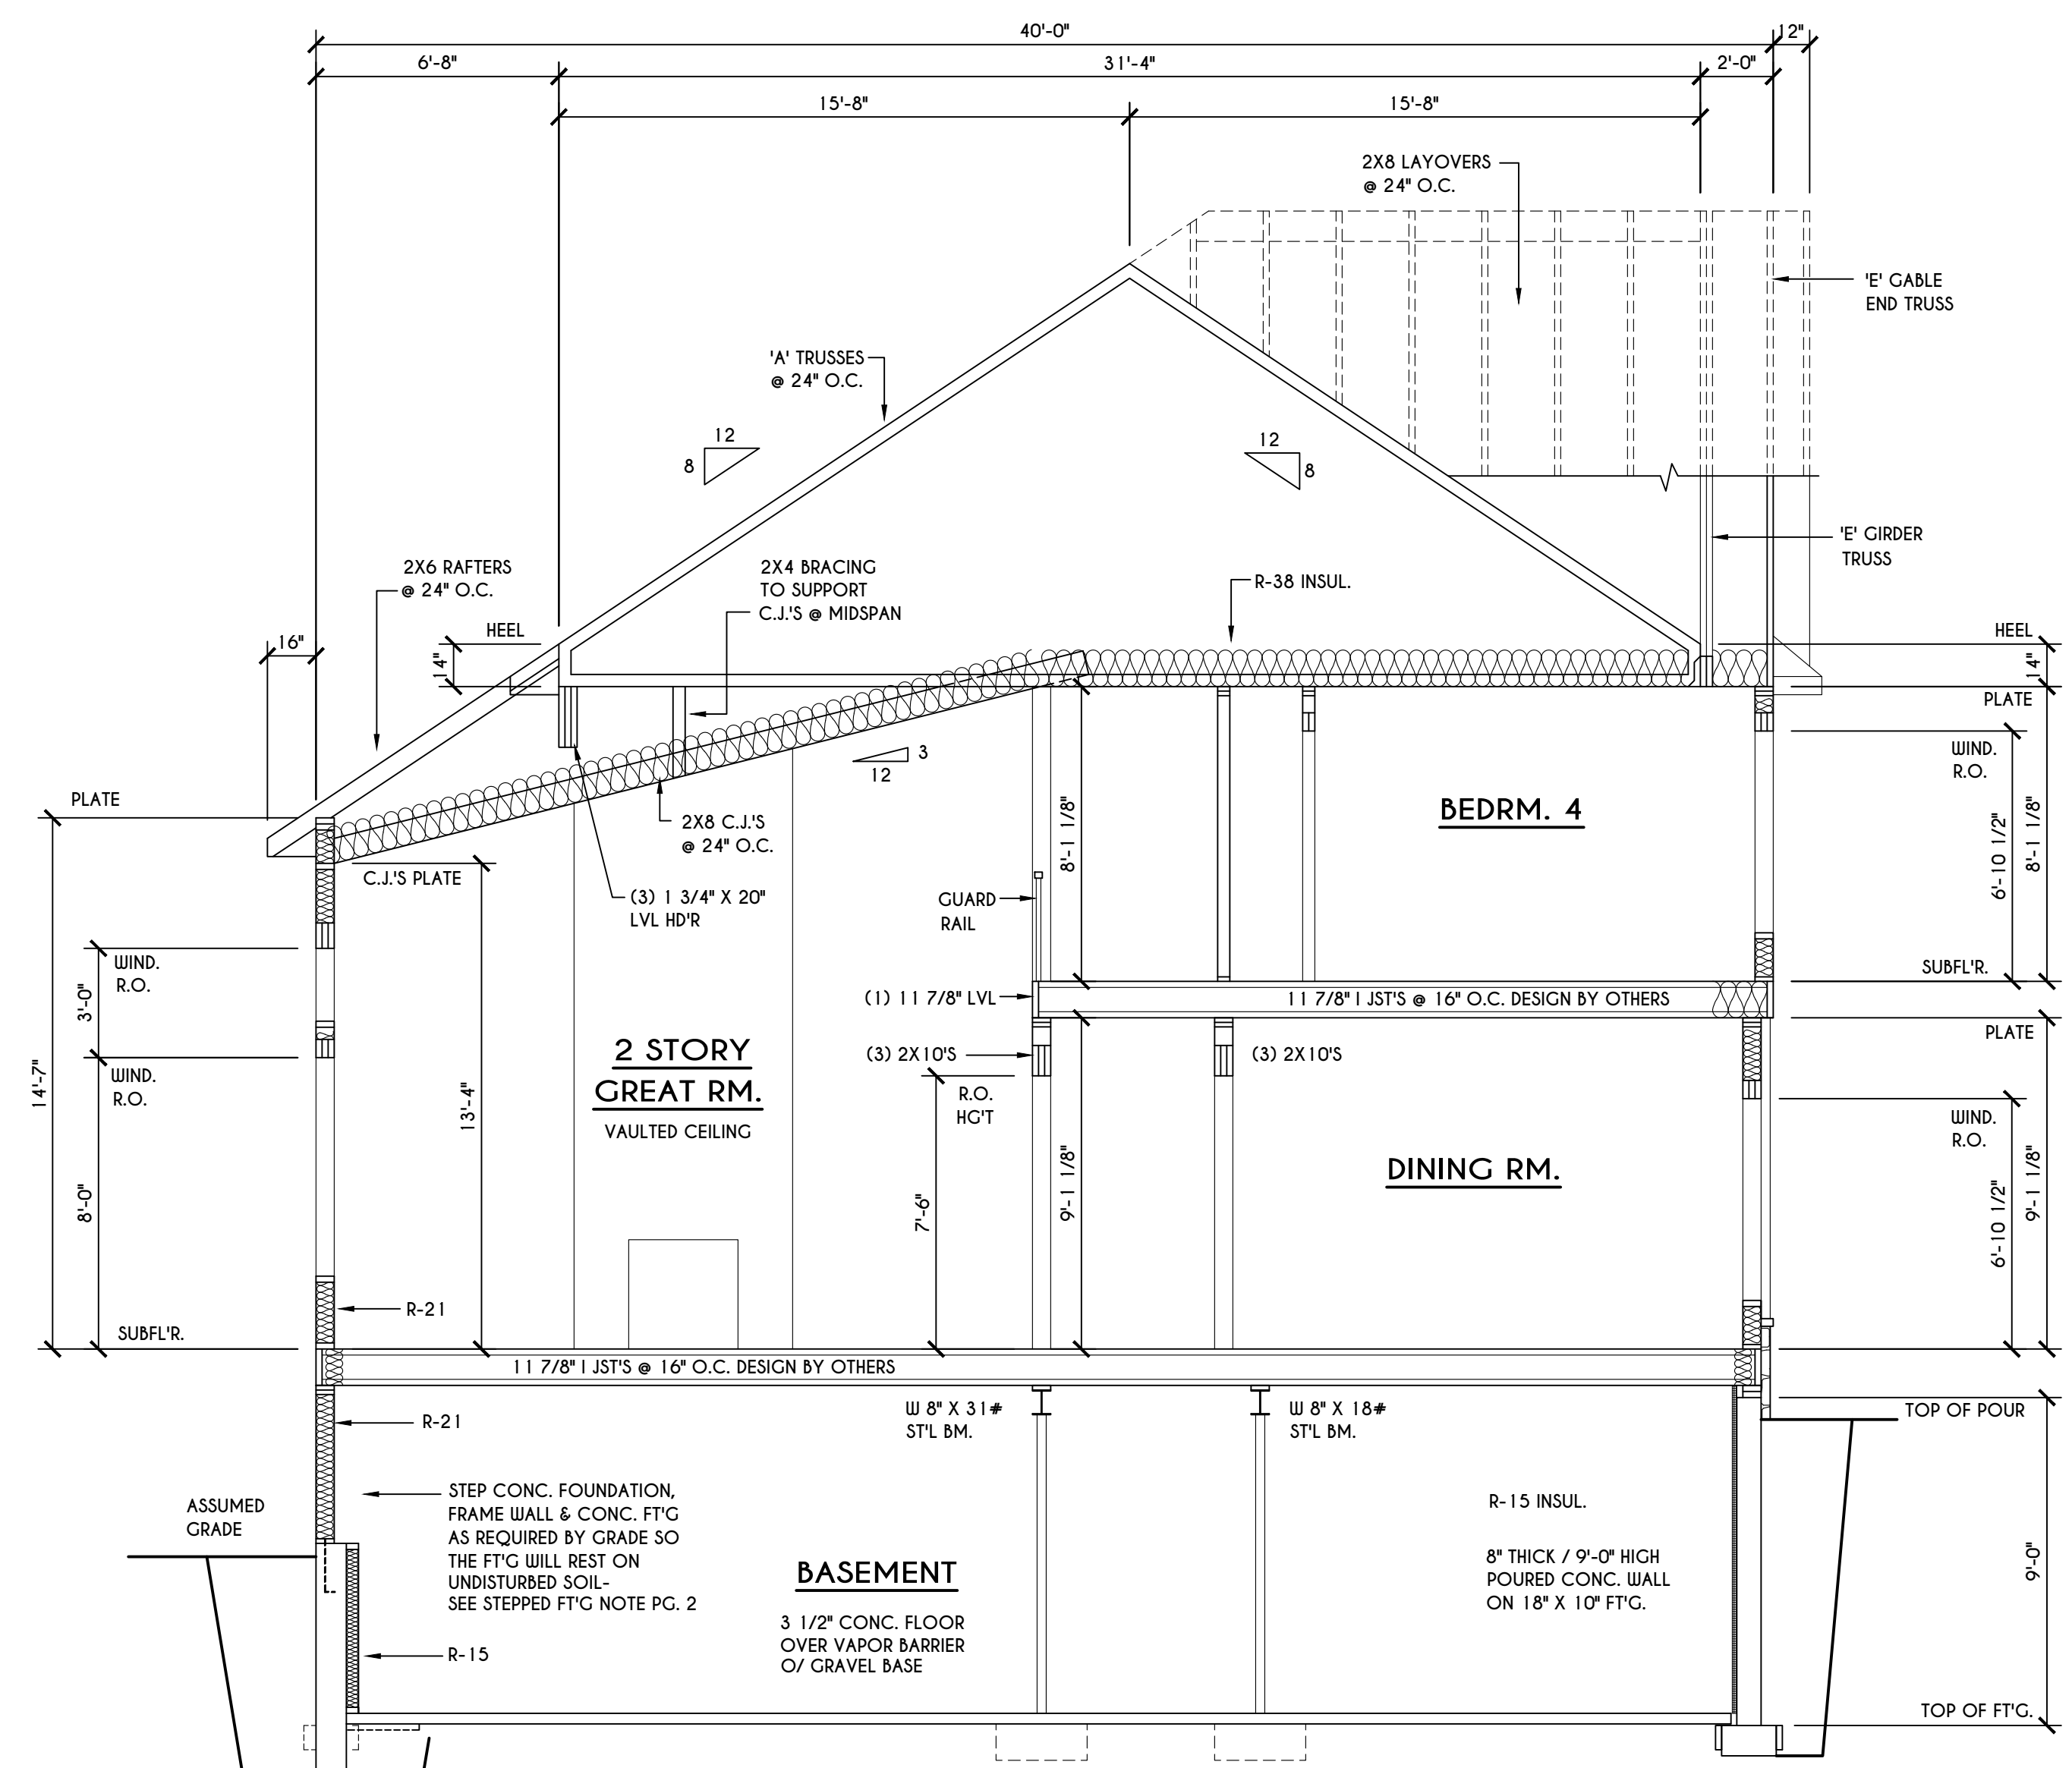 40'-0"
12"
6'-8"
31'-4"
2'-0"
15'-8"
15'-8"
2X8 LAYOVERS
@ 24" O.C.
'E' GABLE
END TRUSS
'A' TRUSSES
@ 24" O.C.
12
8
12
8
'E' GIRDER
TRUSS
2X6 RAFTERS
@ 24" O.C.
2X4 BRACING
TO SUPPORT
C.J.'S @ MIDSPAN
R-38 INSUL.
16"
HEEL
14"
HEEL
14"
PLATE
WIND.
R.O.
3
12
PLATE
2X8 C.J.'S
@ 24" O.C.
C.J.'S PLATE
(3) 1 3/4" X 20"
LVL HD'R
GUARD
RAIL
8'-1 1/8"
BEDRM. 4
6'-10 1/2"
8'-1 1/8"
WIND.
R.O.
3'-0"
WIND.
R.O.
SUBFL'R.
(1) 11 7/8" LVL
11 7/8" I JST'S @ 16" O.C. DESIGN BY OTHERS
PLATE
2 STORY
GREAT RM.
VAULTED CEILING
(3) 2X10'S
(3) 2X10'S
R.O.
HG'T
14'-7"
8'-0"
13'-4"
7'-6"
9'-1 1/8"
DINING RM.
WIND.
R.O.
6'-10 1/2"
9'-1 1/8"
R-21
SUBFL'R.
11 7/8" I JST'S @ 16" O.C. DESIGN BY OTHERS
R-21
W 8" X 31#
ST'L BM.
W 8" X 18#
ST'L BM.
TOP OF POUR
ASSUMED
GRADE
STEP CONC. FOUNDATION,
FRAME WALL & CONC. FT'G
AS REQUIRED BY GRADE SO
THE FT'G WILL REST ON
UNDISTURBED SOIL-
SEE STEPPED FT'G NOTE PG. 2
R-15
BASEMENT
3 1/2" CONC. FLOOR
OVER VAPOR BARRIER
O/ GRAVEL BASE
R-15 INSUL.
8" THICK / 9'-0" HIGH
POURED CONC. WALL
ON 18" X 10" FT'G.
9'-0"
TOP OF FT'G.